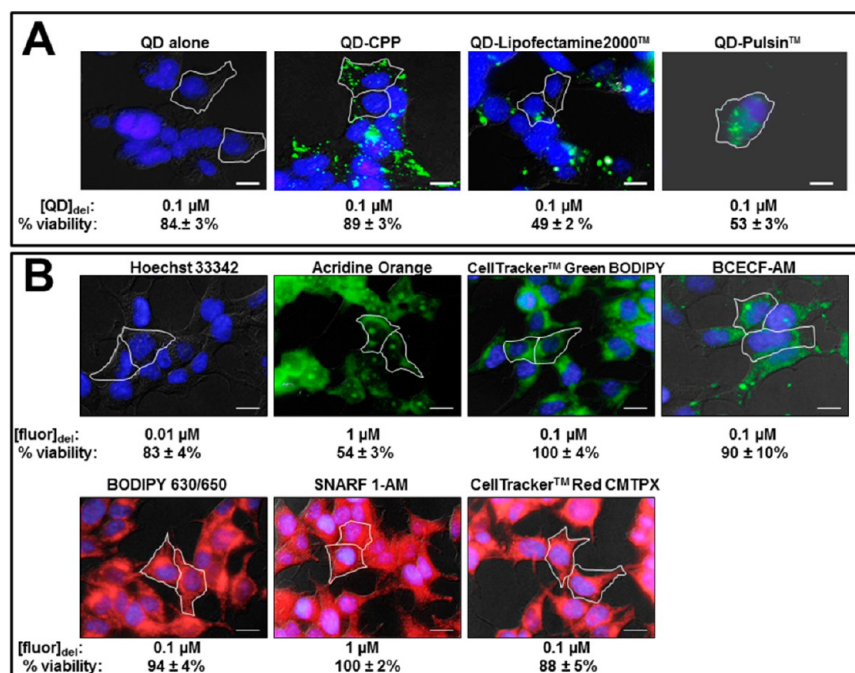 A
QD alone QD-CPP QD-Lipofectamine2000™ QD-Pulsin™
[QD]del: 0.1 µM 0.1 µM 0.1 µM 0.1 µM
% viability: 84.± 3% 89 ± 3% 49 ± 2 % 53 ± 3%
B
Hoechst 33342 Acridine Orange CellTracker™ Green BODIPY BCECF-AM
[fluor]del: 0.01 µM 1 µM 0.1 µM 0.1 µM
% viability: 83 ± 4% 54 ± 3% 100 ± 4% 90 ± 10%
BODIPY 630/650 SNARF 1-AM CellTracker™ Red CMTPX
[fluor]del: 0.1 µM 1 µM 0.1 µM
% viability: 94 ± 4% 100 ± 2% 88 ± 5%